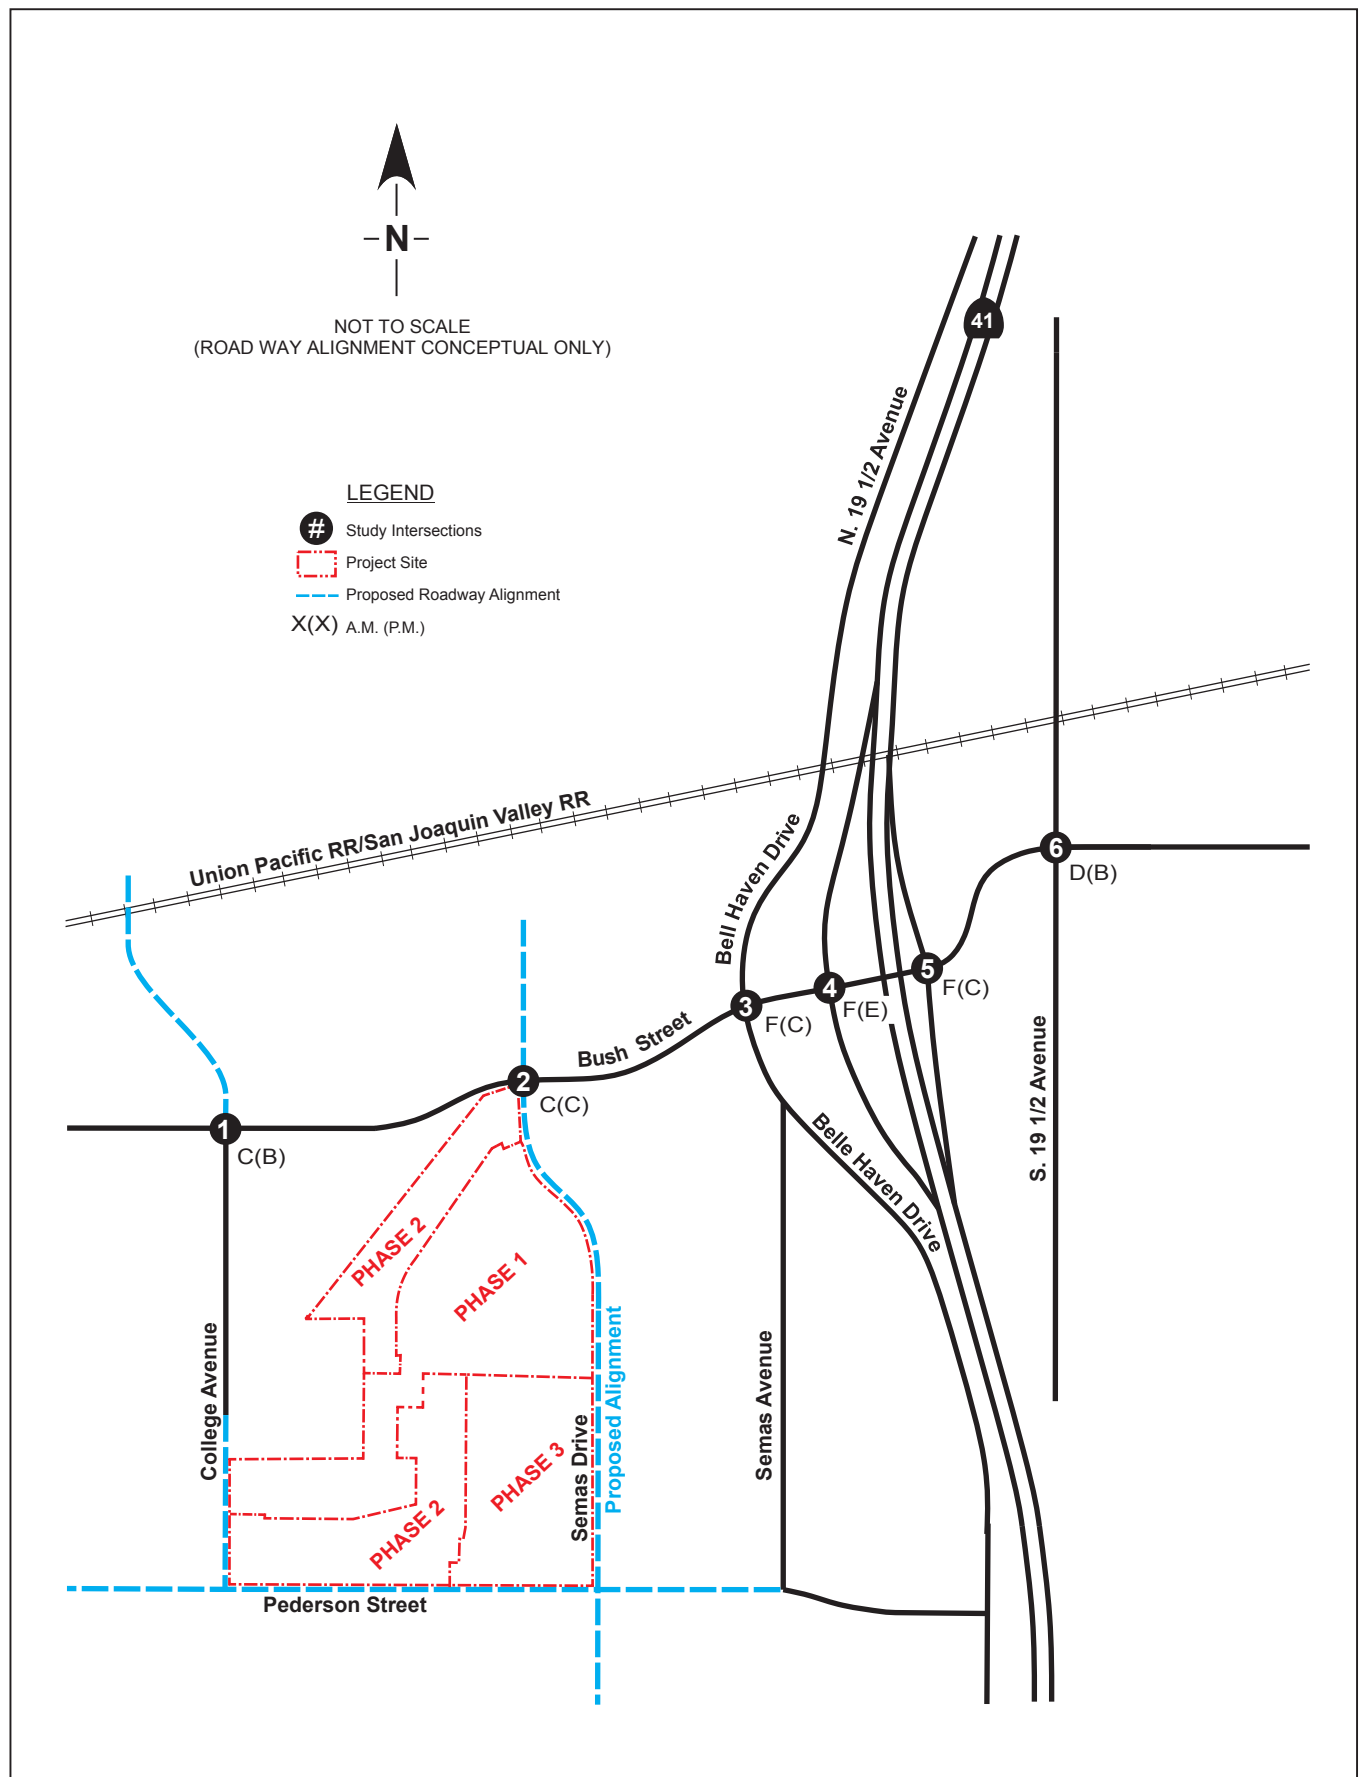 N
NOT TO SCALE
(ROAD WAY ALIGNMENT CONCEPTUAL ONLY)
41
N. 19 1/2 Avenue
LEGEND
# Study Intersections
Project Site
Proposed Roadway Alignment
X(X) A.M. (P.M.)
Union Pacific RR/San Joaquin Valley RR
Bell Haven Drive
6
D(B)
5
F(C)
4
F(E)
3
F(C)
Bush Street
2
C(C)
1
C(B)
S. 19 1/2 Avenue
Belle Haven Drive
PHASE 2
PHASE 1
College Avenue
Semas Avenue
Proposed Alignment
Semas Drive
PHASE 3
PHASE 2
Pederson Street